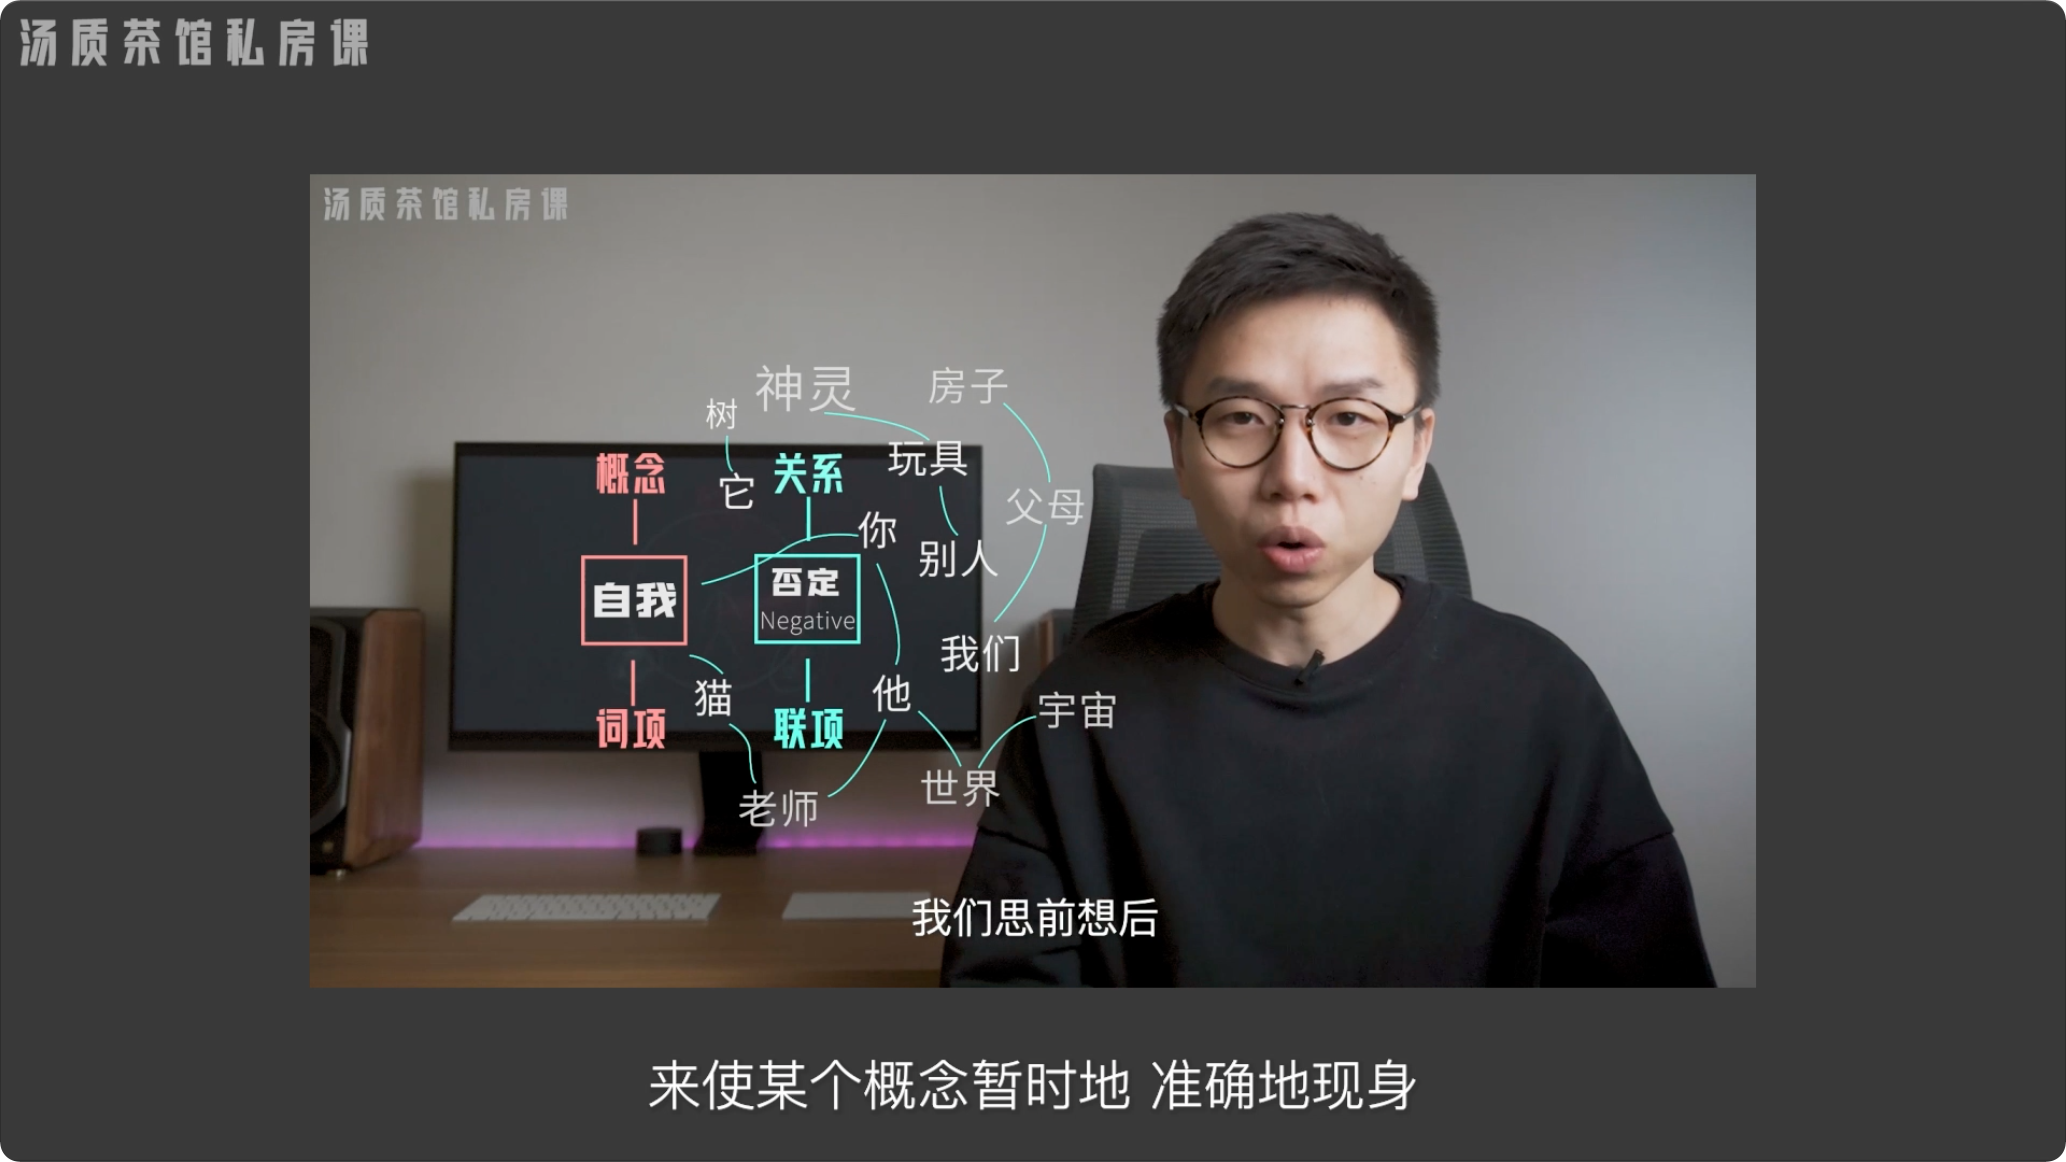 汤质茶馆私房课
汤质茶馆私房课
神灵
房子
树
玩具
概念
关系
它
父母
你
别人
自我
否定
Negative
我们
猫
他
宇宙
词项
联项
世界
老师
我们思前想后
来使某个概念暂时地 准确地现身